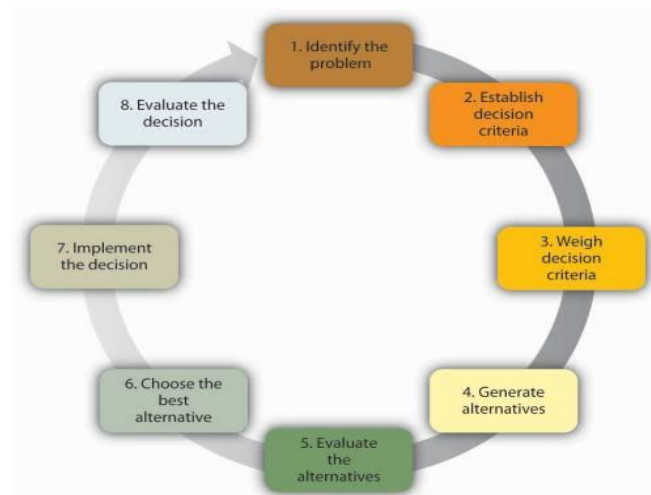 1. Identify the
problem
2. Establish
decision
criteria
3. Weigh
decision
criteria
4. Generate
alternatives
5. Evaluate
the
alternatives
6. Choose the
best
alternative
7. Implement
the decision
8. Evaluate the
decision